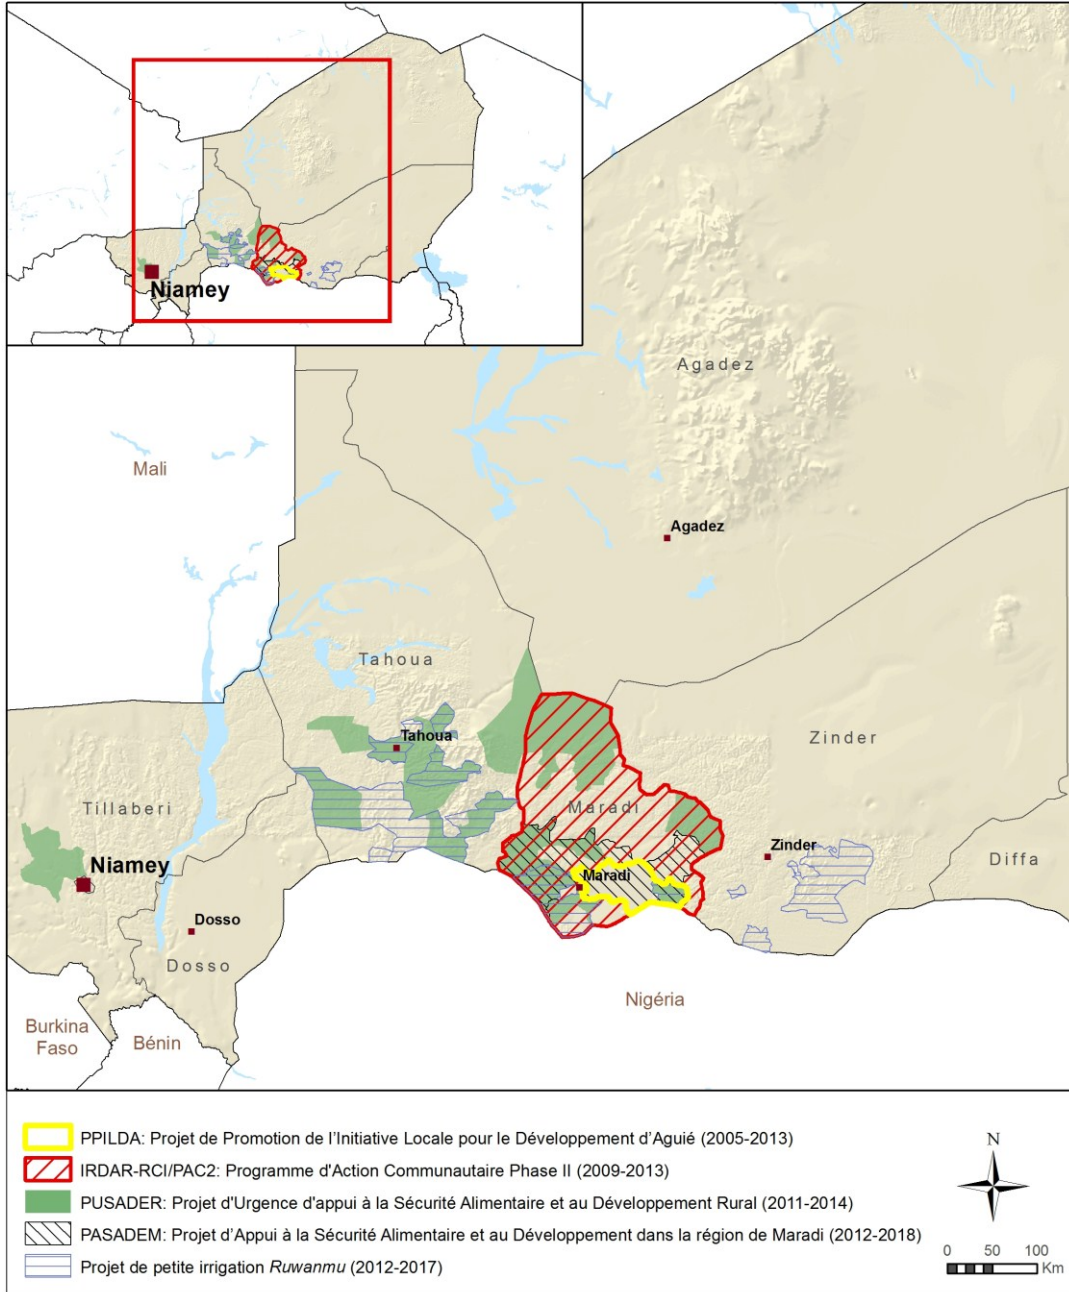 Niamey
Agadez
Mali
Agadez
Tahoua
Zinder
Tahoua
Maradi
Tillaberi
Zinder
Niamey
Maradi
Diffa
Dosso
Dosso
Nigéria
Burkina
Faso
Bénin
PPILDA: Projet de Promotion de l'Initiative Locale pour le Développement d'Aguié (2005-2013)
IRDAR-RCI/PAC2: Programme d'Action Communautaire Phase II (2009-2013)
PUSADER: Projet d'Urgence d'appui à la Sécurité Alimentaire et au Développement Rural (2011-2014)
PASADEM: Projet d'Appui à la Sécurité Alimentaire et au Développement dans la région de Maradi (2012-2018)
Projet de petite irrigation Ruwanmu (2012-2017)
N
0 50 100
Km